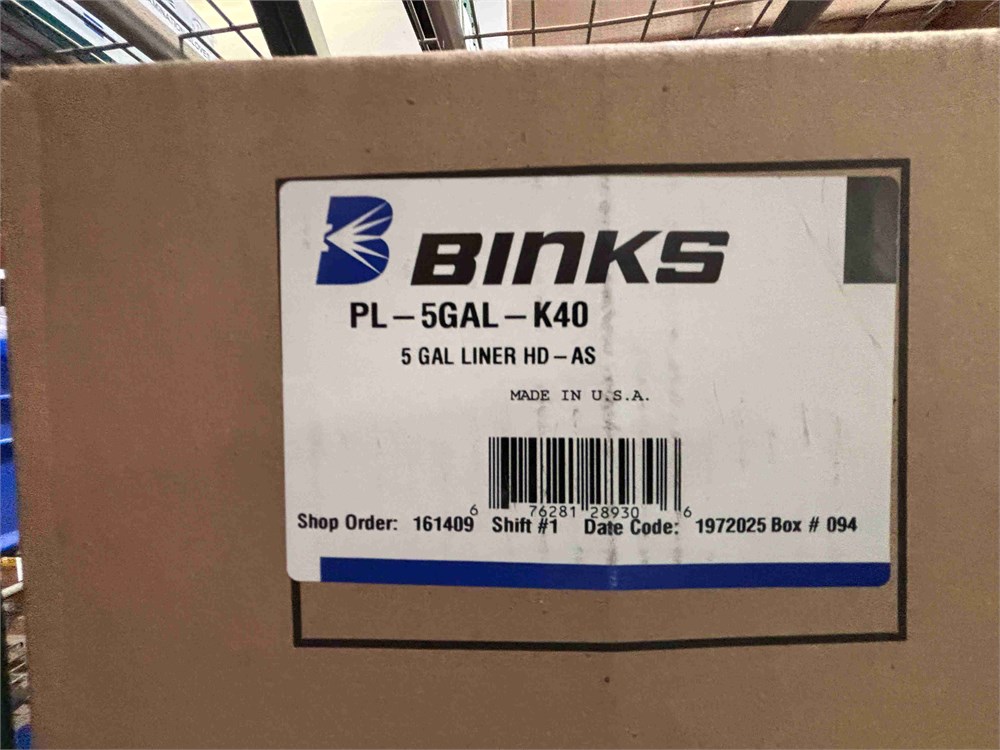 BINKS
PL-5GAL-K40
5 GAL LINER HD-AS
MADE IN U.S.A.
6 76281 28930 6
Shop Order: 161409 Shift #1 Date Code: 1972025 Box # 094